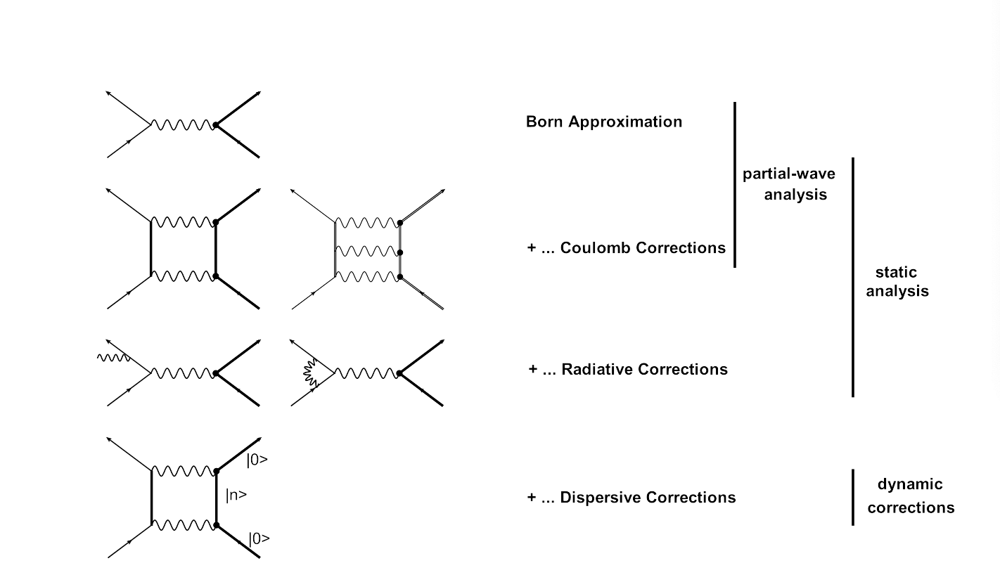 Born Approximation
partial-wave
analysis
+ ... Coulomb Corrections
static
analysis
+ ... Radiative Corrections
|0>
|n>
|0>
+ ... Dispersive Corrections
dynamic
corrections